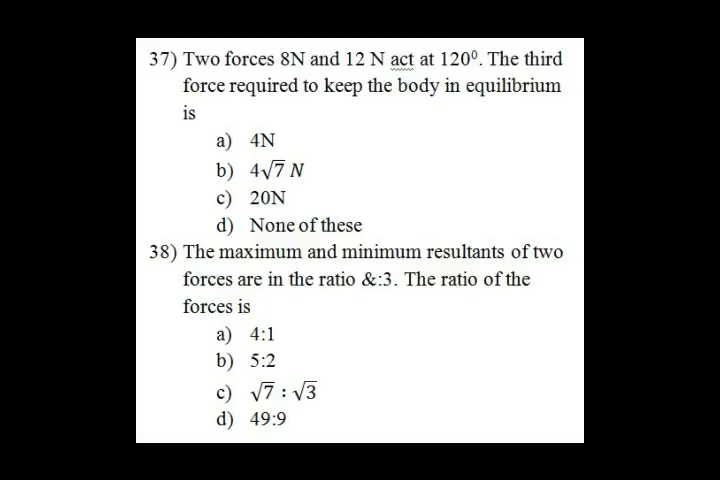 37) Two forces 8N and 12 N act at 120⁰. The third
force required to keep the body in equilibrium
is
a) 4N
b) 4√7 N
c) 20N
d) None of these
38) The maximum and minimum resultants of two
forces are in the ratio &:3. The ratio of the
forces is
a) 4:1
b) 5:2
c) √7 : √3
d) 49:9